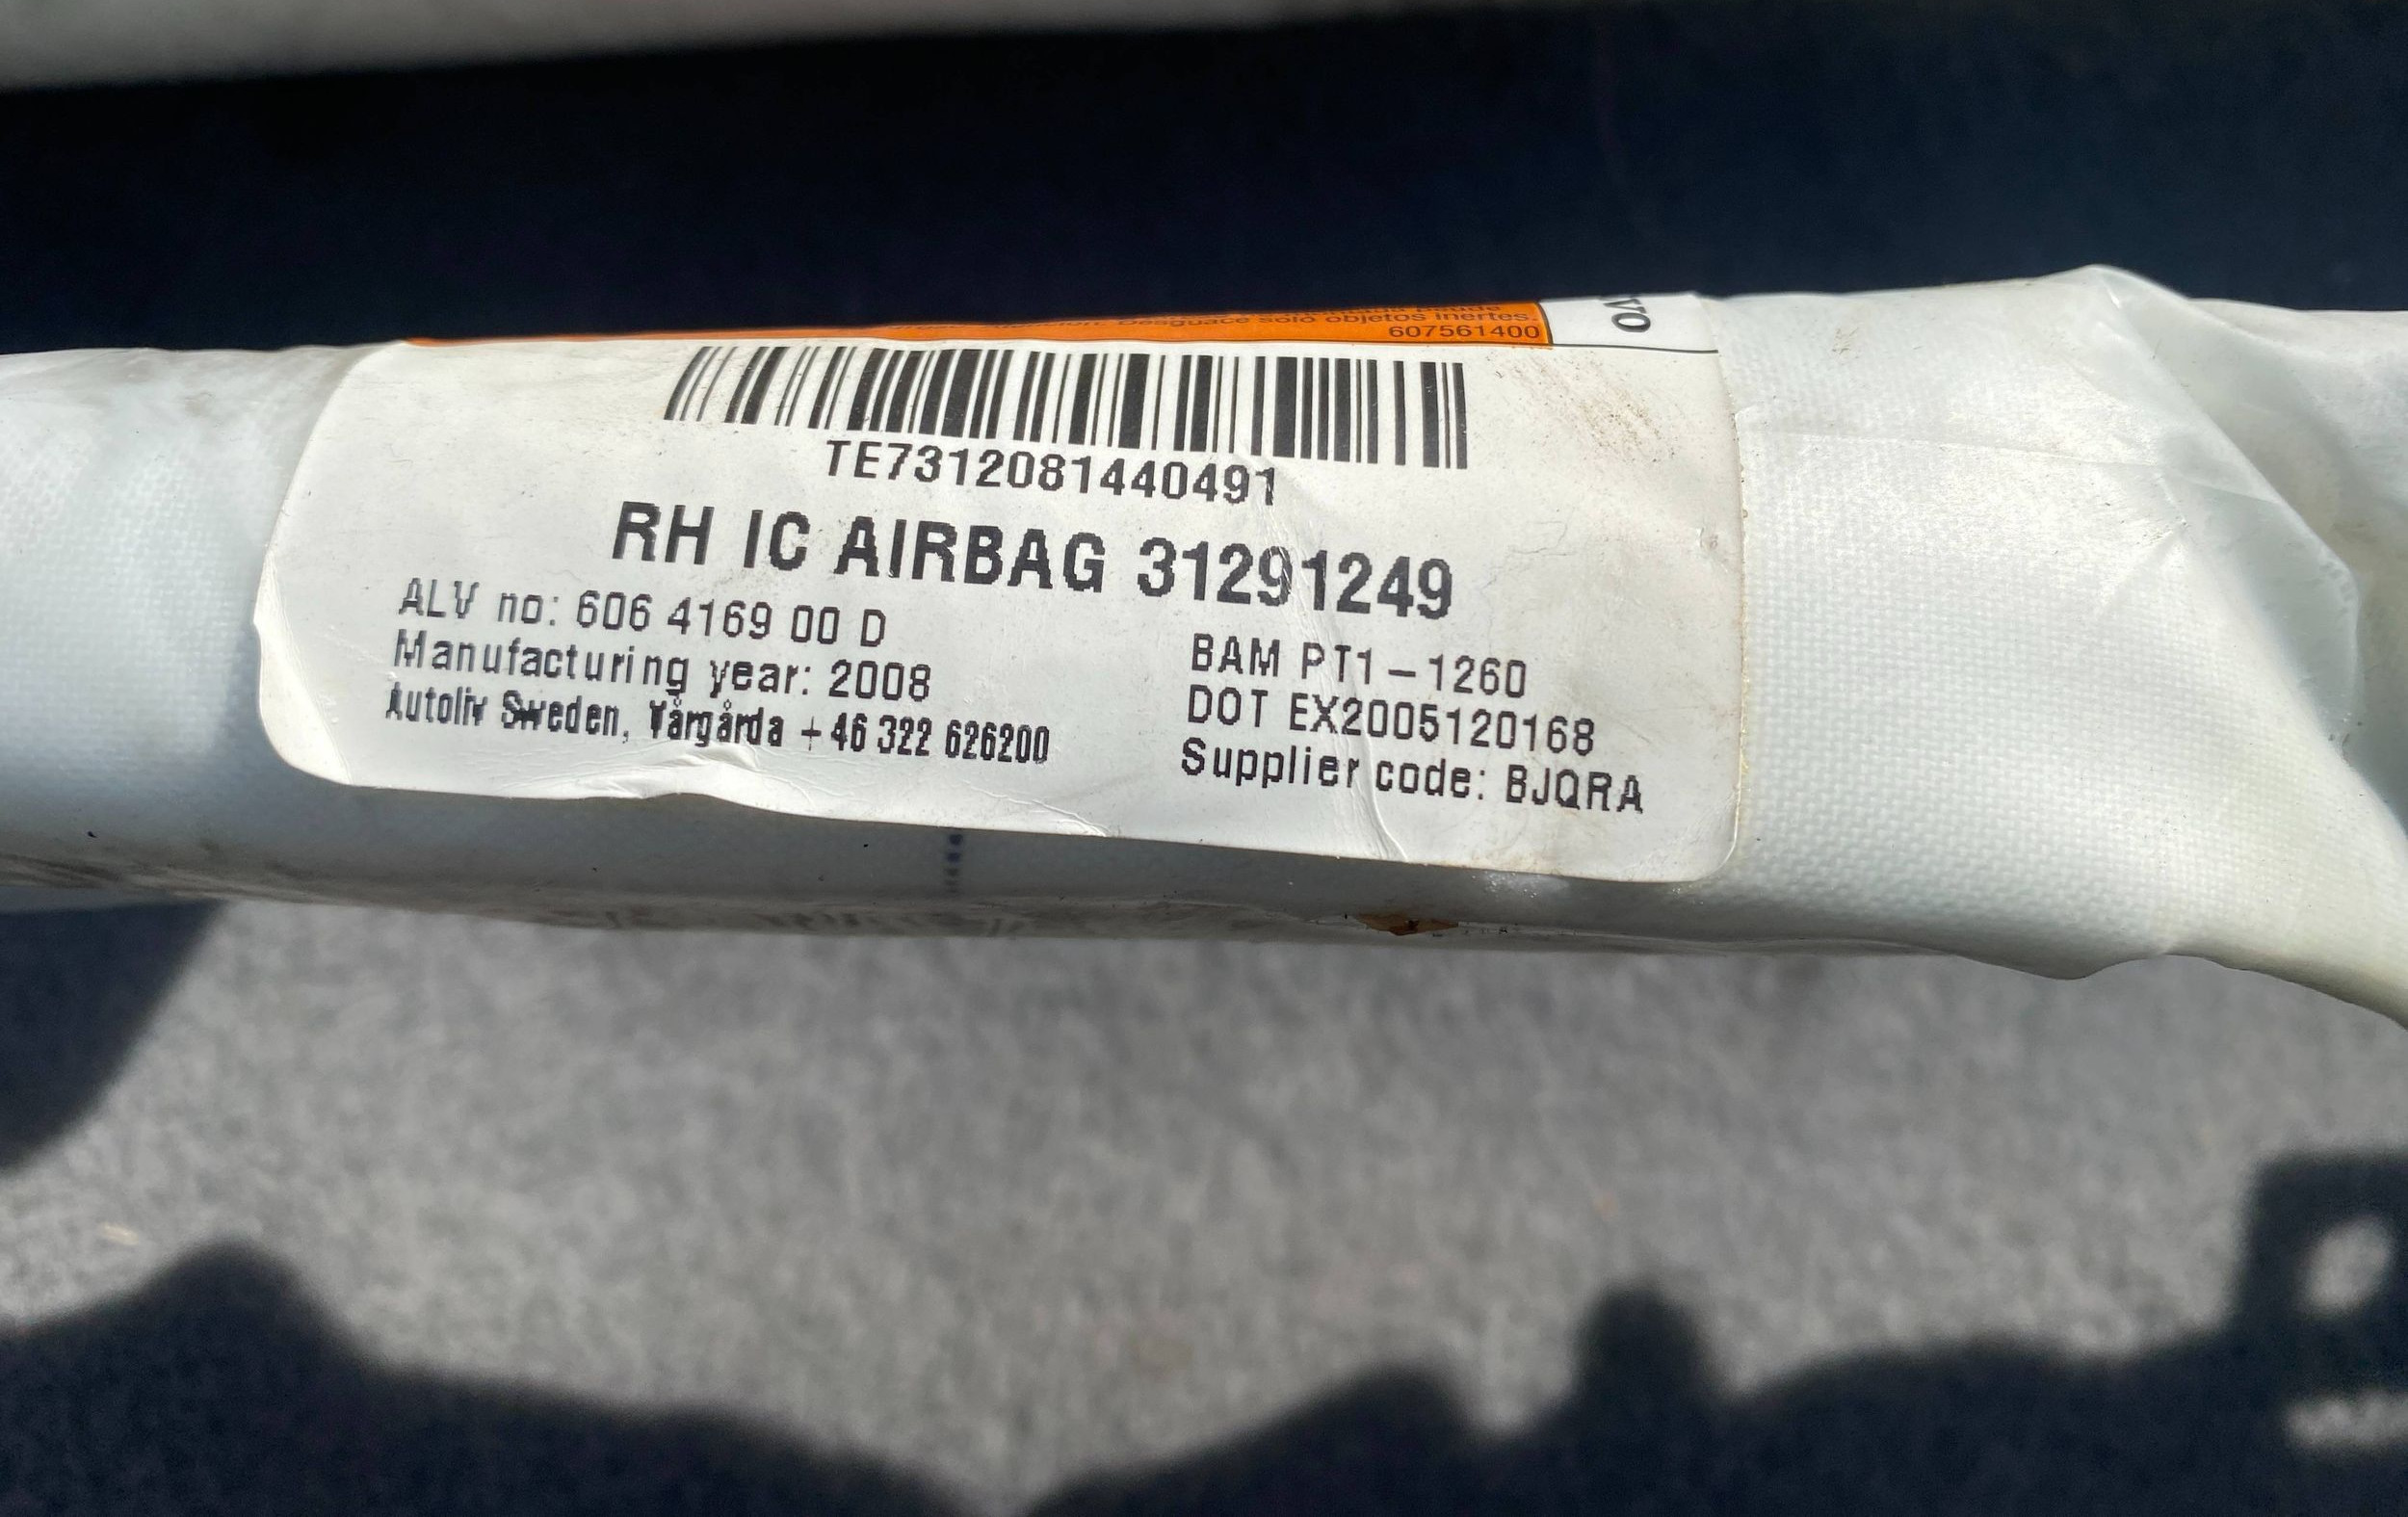 Desguace solo objetos inertes.
607561400
TE7312081440491
RH IC AIRBAG 31291249
ALV no: 606 4169 00 D
Manufacturing year: 2008
Autoliv Sweden, Vårgårda +46 322 626200
BAM PT1-1260
DOT EX2005120168
Supplier code: BJQRA